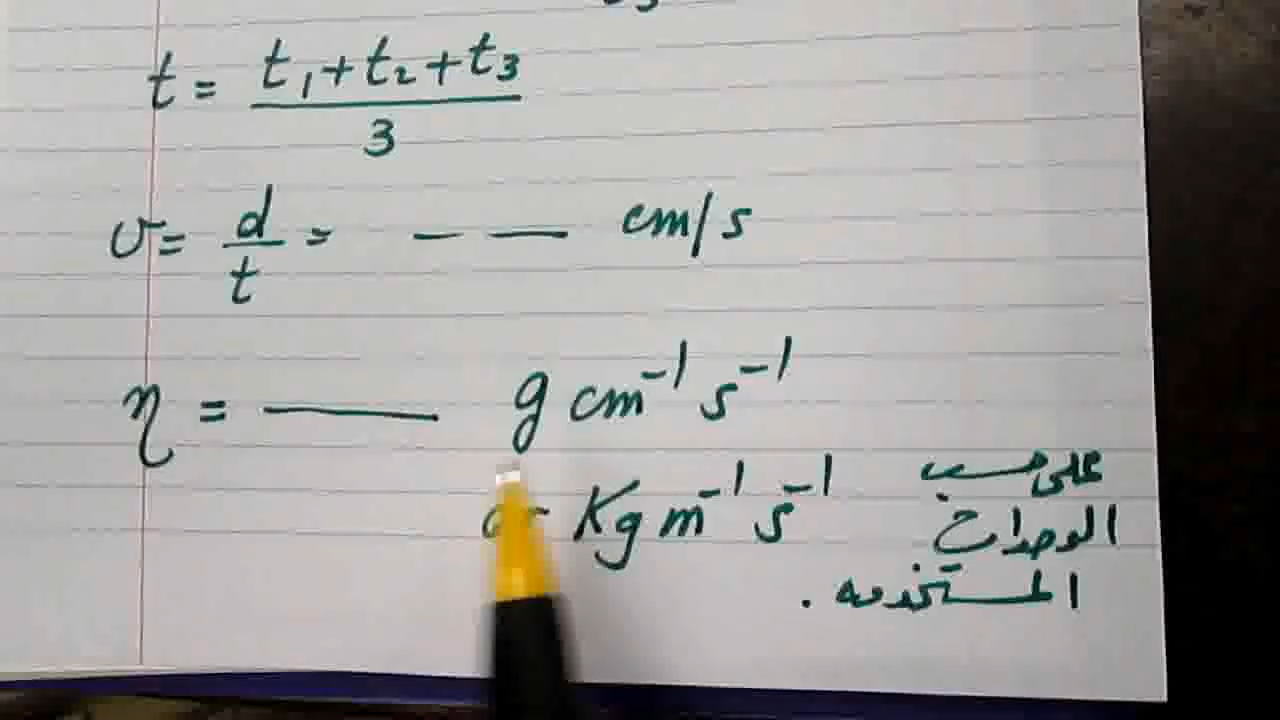 t = t₁+t₂+t₃ / 3
v = d / t = — — cm/s
η = —— g cm⁻¹ s⁻¹
or Kg m⁻¹ s⁻¹
على حسب
الوحدات
المستخدمه .